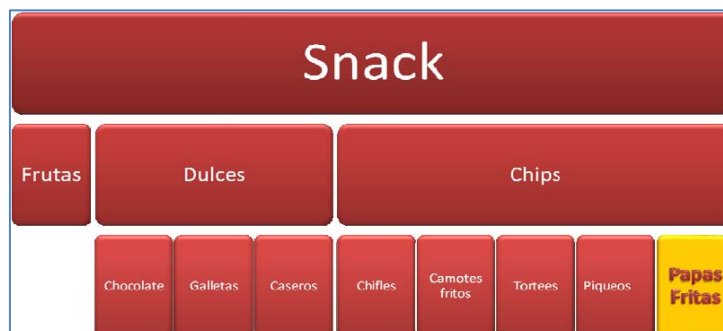 Snack
Frutas
Dulces
Chips
Chocolate
Galletas
Caseros
Chifles
Camotes
fritos
Tortees
Piqueos
Papas
Fritas